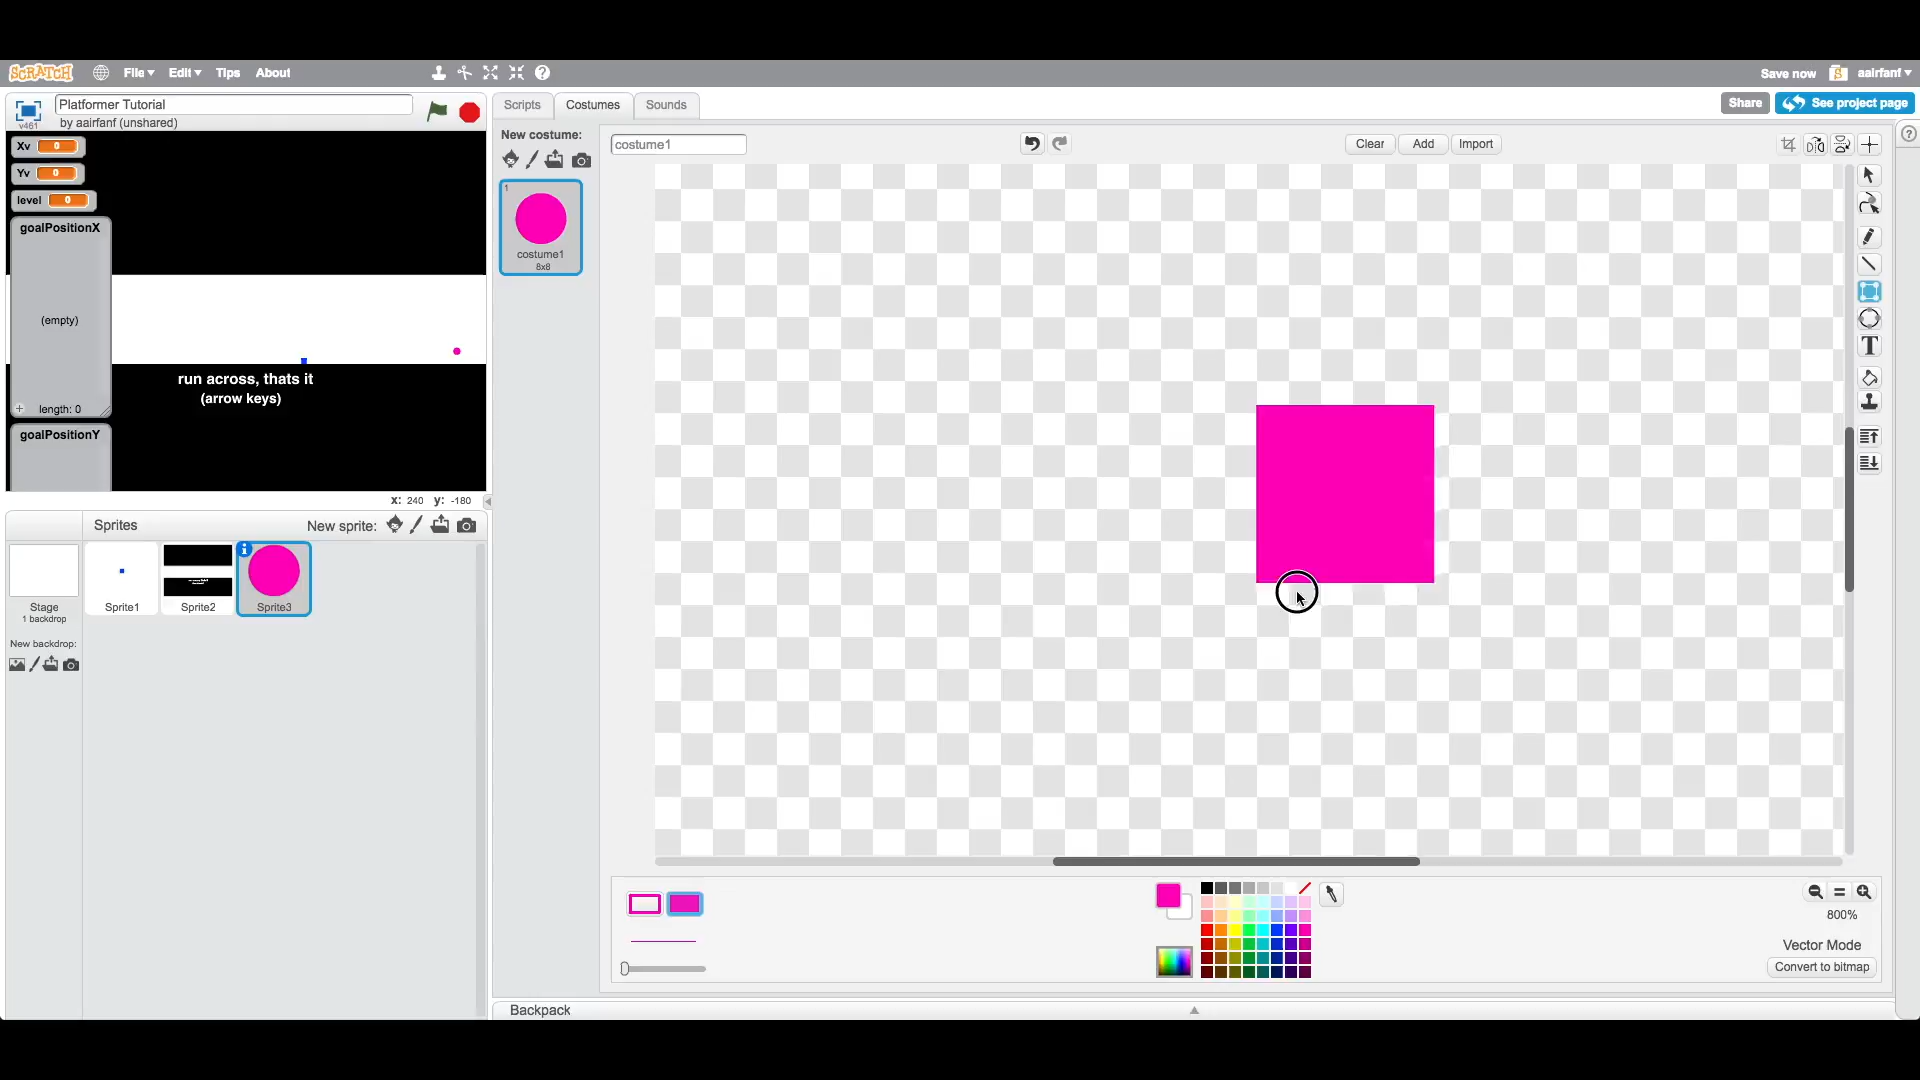 SCRATCH File Edit Tips About Save now aairfanf
Platformer Tutorial
by aairfanf (unshared)
v461
Scripts Costumes Sounds
Share See project page
New costume:
costume1
Clear Add Import
1
costume1
8x8
Xv 0
Yv 0
level 0
goalPositionX
(empty)
length: 0
goalPositionY
run across, thats it
(arrow keys)
x: 240 y: -180
Sprites New sprite:
Stage
1 backdrop
New backdrop:
Sprite1 Sprite2 Sprite3
T
800%
Vector Mode
Convert to bitmap
Backpack